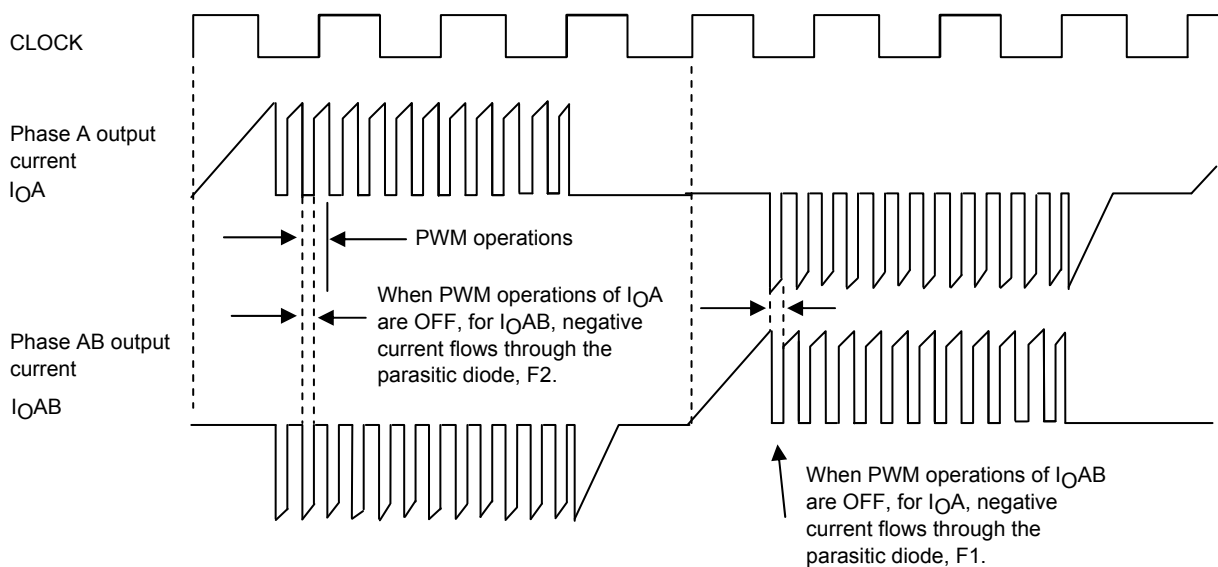 CLOCK
Phase A output
current
IOA
PWM operations
When PWM operations of IOA
are OFF, for IOAB, negative
current flows through the
parasitic diode, F2.
Phase AB output
current
IOAB
When PWM operations of IOAB
are OFF, for IOA, negative
current flows through the
parasitic diode, F1.